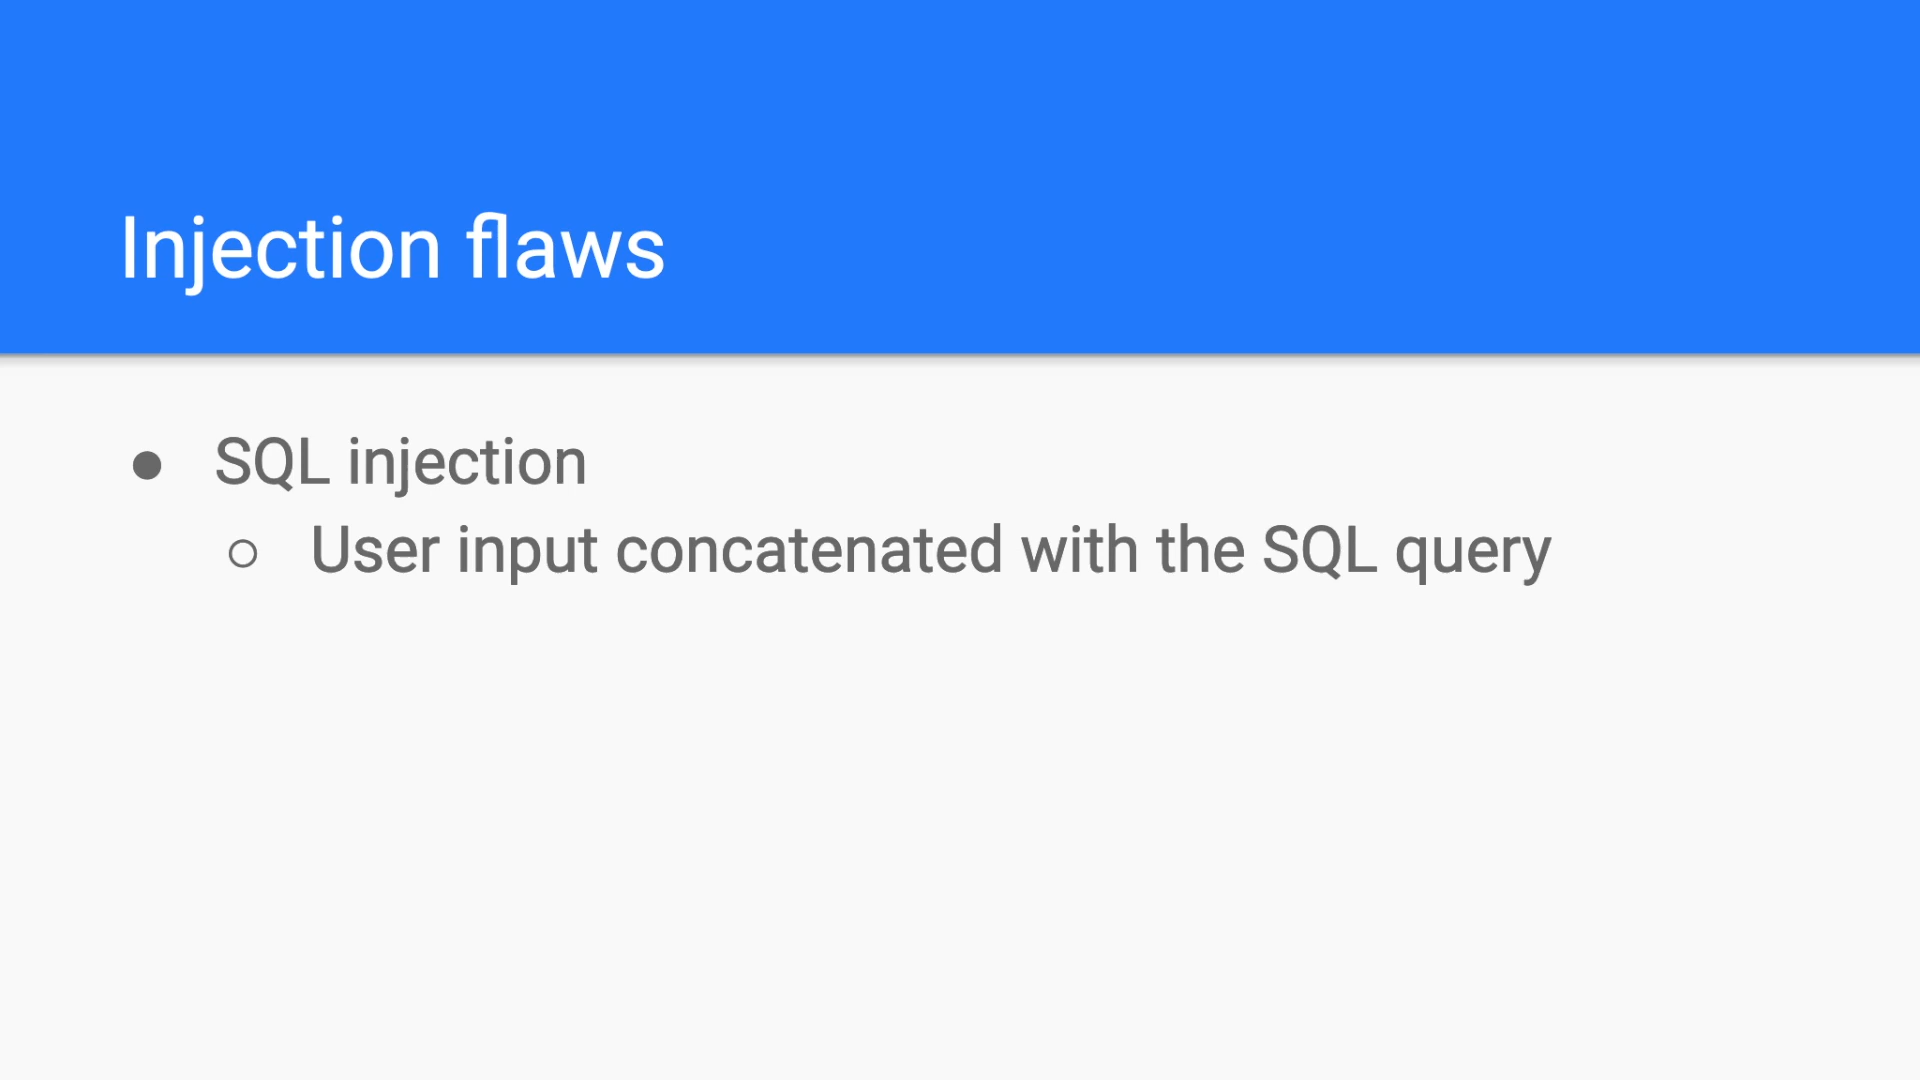 Injection flaws
● SQL injection
○ User input concatenated with the SQL query